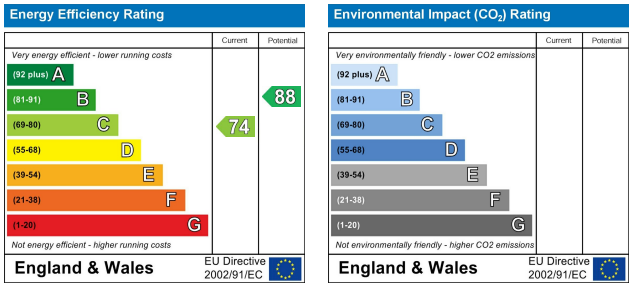 Energy Efficiency Rating
Current Potential
Very energy efficient - lower running costs
(92 plus) A
(81-91) B
88
(69-80) C
74
(55-68) D
(39-54) E
(21-38) F
(1-20) G
Not energy efficient - higher running costs
England & Wales
EU Directive
2002/91/EC
Environmental Impact (CO₂) Rating
Current Potential
Very environmentally friendly - lower CO2 emissions
(92 plus) A
(81-91) B
(69-80) C
(55-68) D
(39-54) E
(21-38) F
(1-20) G
Not environmentally friendly - higher CO2 emissions
England & Wales
EU Directive
2002/91/EC